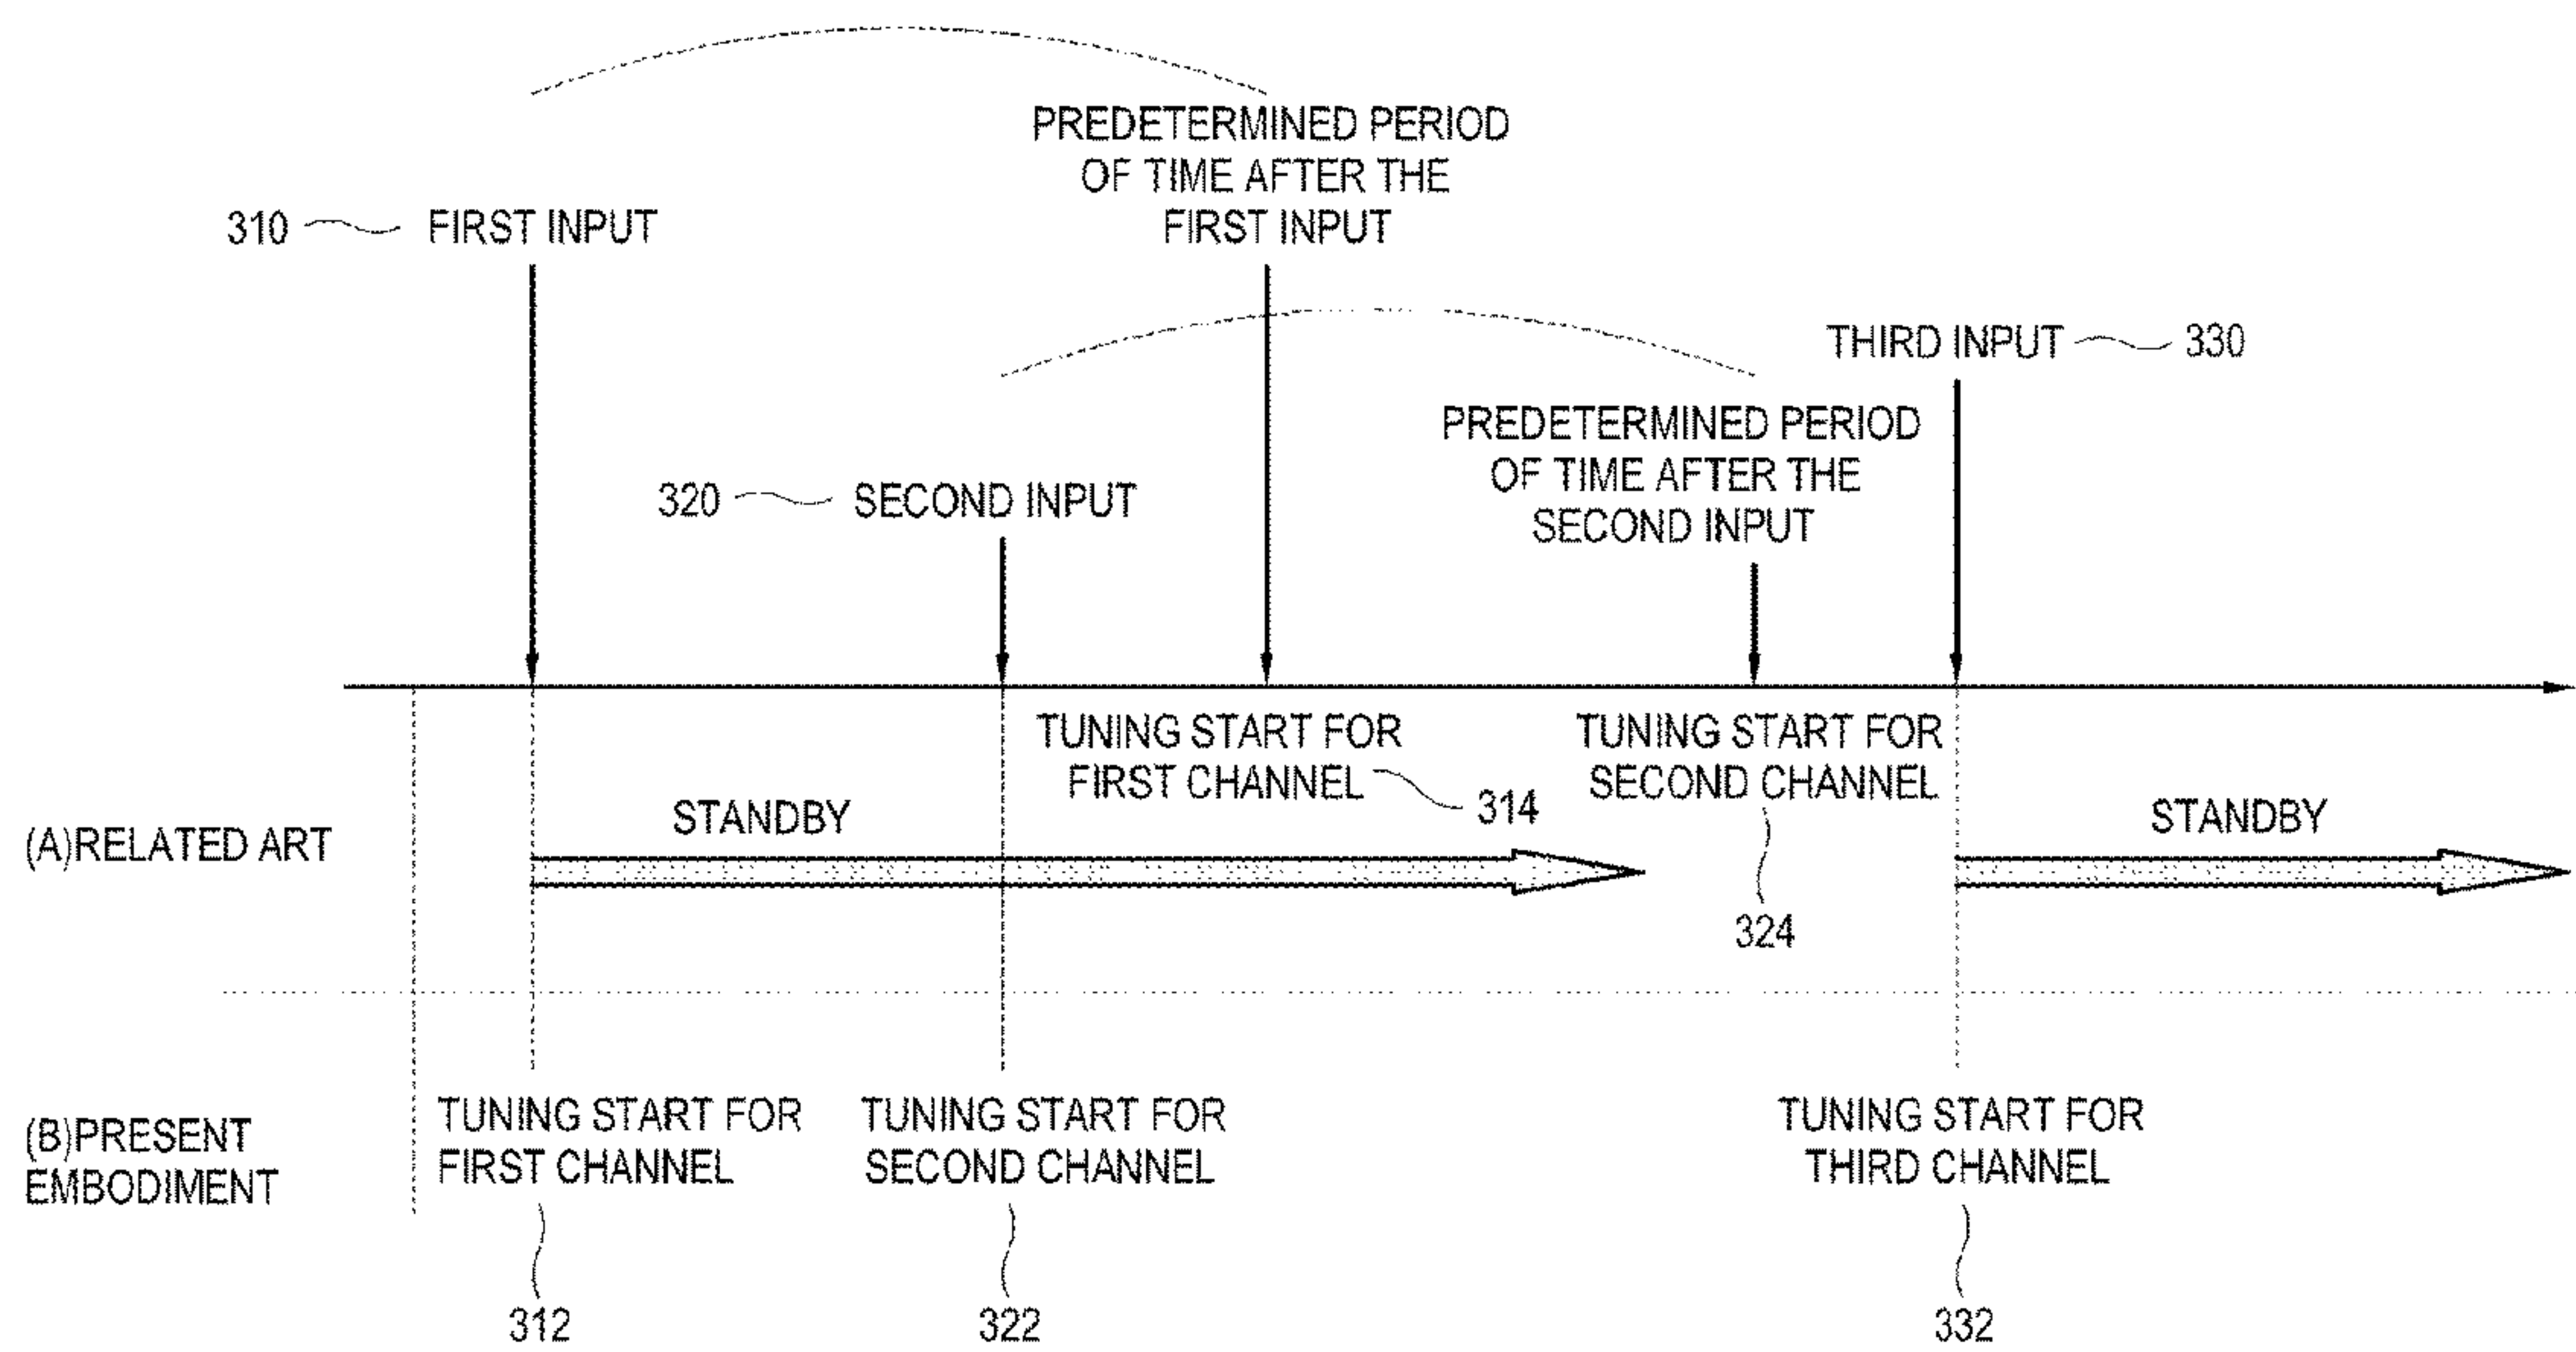 PREDETERMINED PERIOD
OF TIME AFTER THE
FIRST INPUT
310
FIRST INPUT
THIRD INPUT
330
PREDETERMINED PERIOD
OF TIME AFTER THE
SECOND INPUT
320
SECOND INPUT
TUNING START FOR
FIRST CHANNEL
314
TUNING START FOR
SECOND CHANNEL
324
(A)RELATED ART
STANDBY
STANDBY
(B)PRESENT
EMBODIMENT
TUNING START FOR
FIRST CHANNEL
312
TUNING START FOR
SECOND CHANNEL
322
TUNING START FOR
THIRD CHANNEL
332